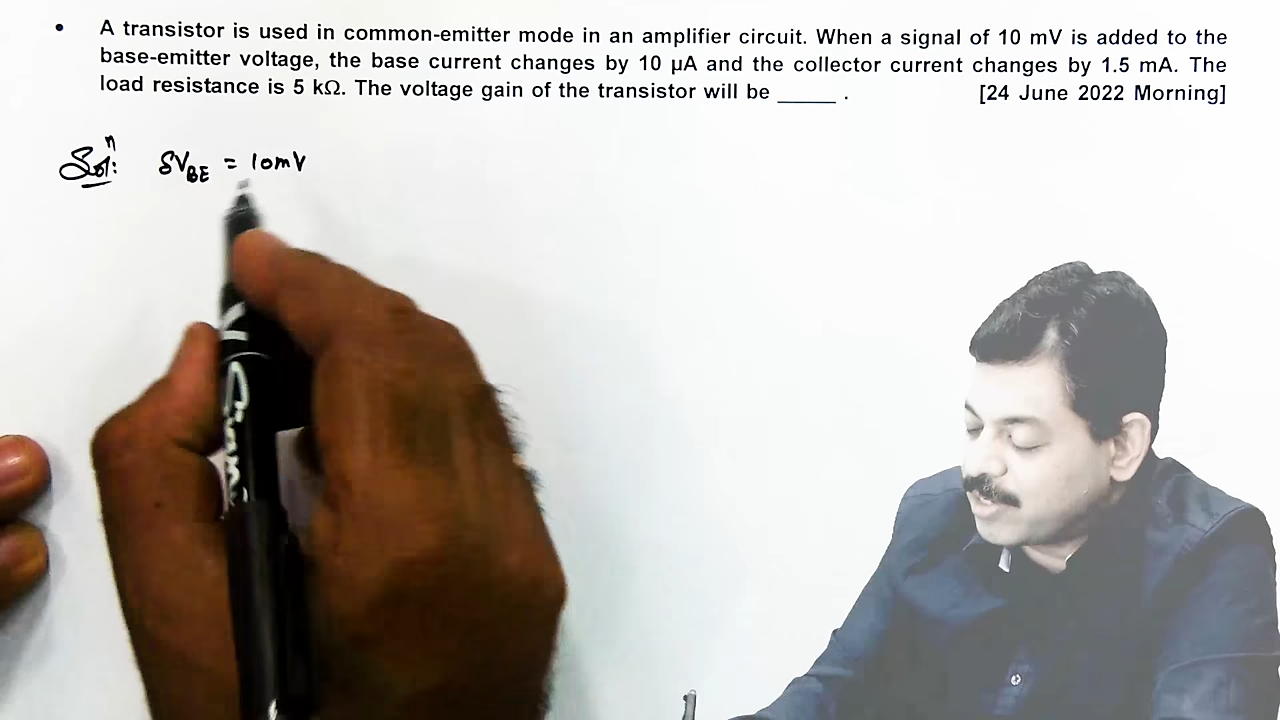 • A transistor is used in common-emitter mode in an amplifier circuit. When a signal of 10 mV is added to the
base-emitter voltage, the base current changes by 10 µA and the collector current changes by 1.5 mA. The
load resistance is 5 kΩ. The voltage gain of the transistor will be _____ . [24 June 2022 Morning]
Solⁿ: δV_BE = 10mV